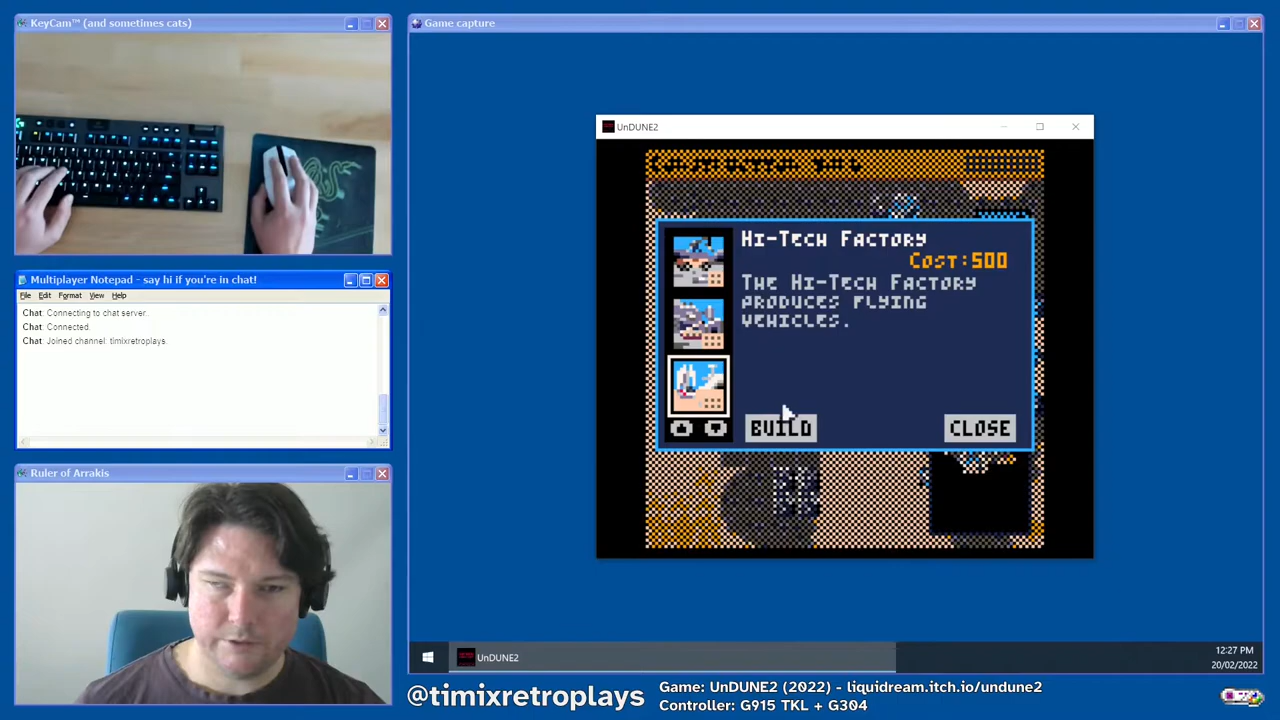 KeyCam™ (and sometimes cats)
Game capture
UnDUNE2
Hi-Tech Factory
Cost:500
The Hi-Tech Factory
produces flying
vehicles.
BUILD
CLOSE
Multiplayer Notepad - say hi if you're in chat!
File Edit Format View Help
Chat: Connecting to chat server.
Chat: Connected.
Chat: Joined channel: timixretroplays.
Ruler of Arrakis
UnDUNE2
12:27 PM
20/02/2022
@timixretroplays
Game: UnDUNE2 (2022) - liquidream.itch.io/undune2
Controller: G915 TKL + G304